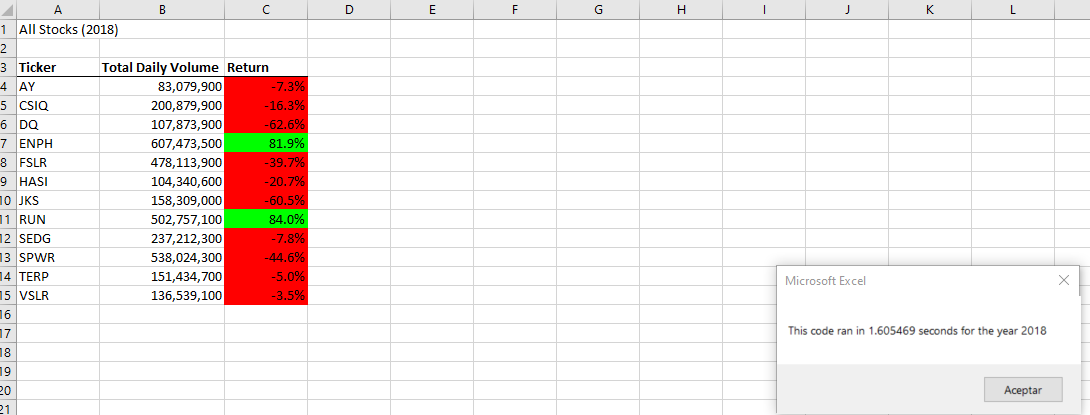 A B C D E F G H I J K L
1 All Stocks (2018)
2
3 Ticker Total Daily Volume Return
4 AY 83,079,900 -7.3%
5 CSIQ 200,879,900 -16.3%
6 DQ 107,873,900 -62.6%
7 ENPH 607,473,500 81.9%
8 FSLR 478,113,900 -39.7%
9 HASI 104,340,600 -20.7%
10 JKS 158,309,000 -60.5%
11 RUN 502,757,100 84.0%
12 SEDG 237,212,300 -7.8%
13 SPWR 538,024,300 -44.6%
14 TERP 151,434,700 -5.0%
15 VSLR 136,539,100 -3.5%
16
17
18
19
20
21
Microsoft Excel
This code ran in 1.605469 seconds for the year 2018
Aceptar